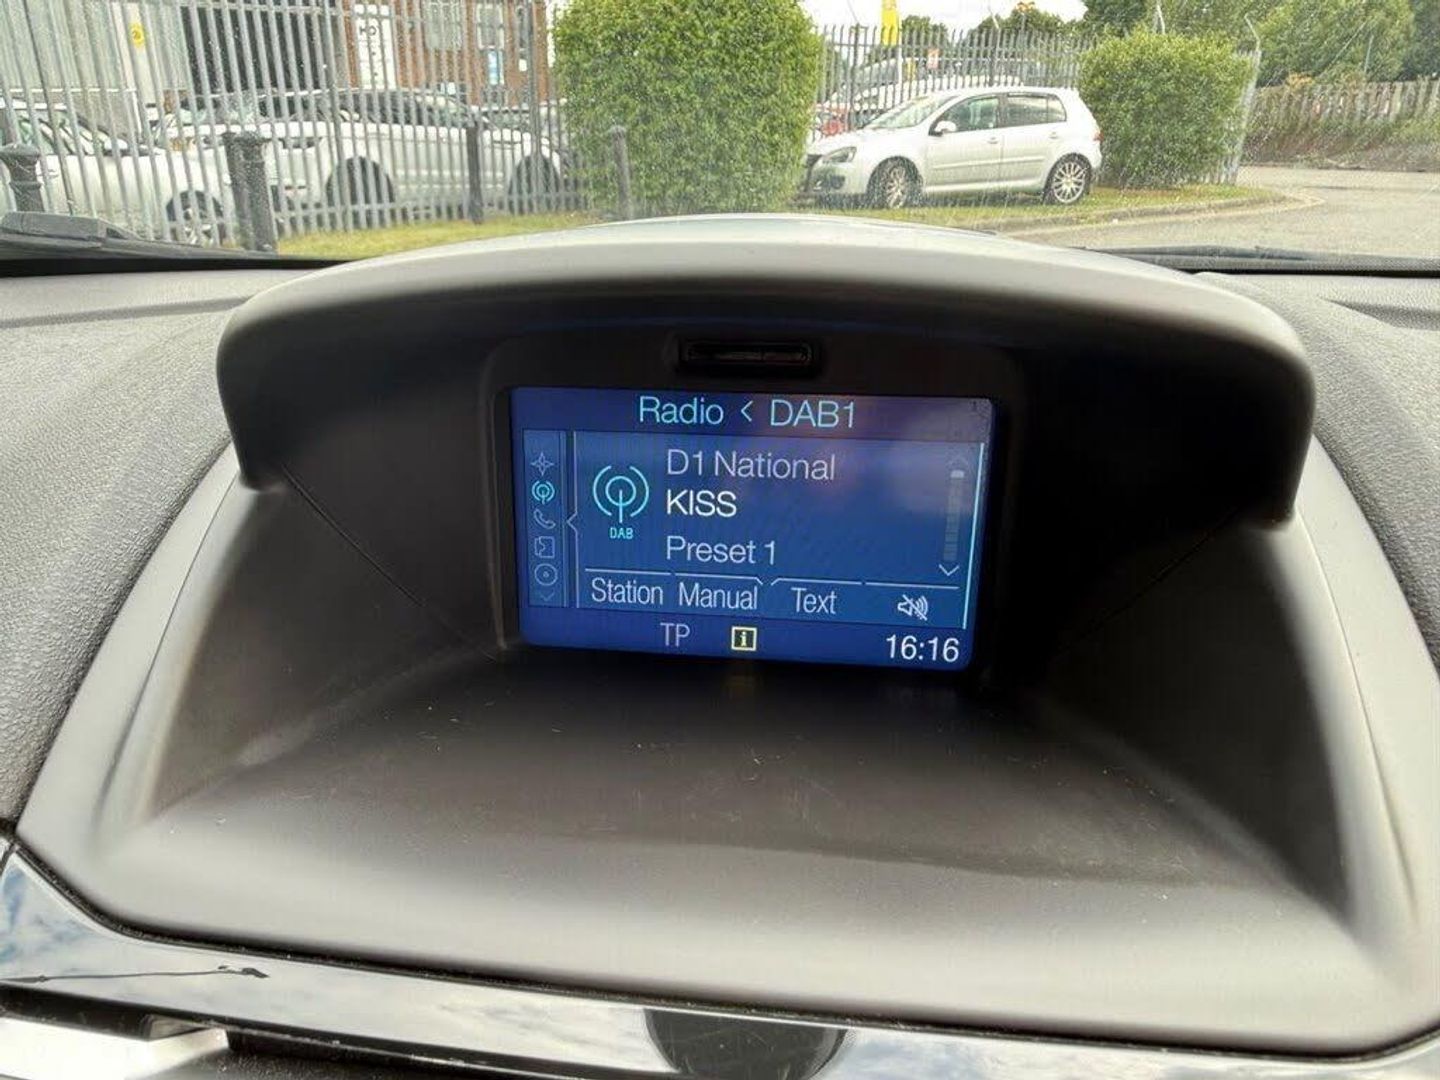 Radio < DAB1
D1 National
KISS
DAB
Preset 1
Station Manual Text
TP i 16:16